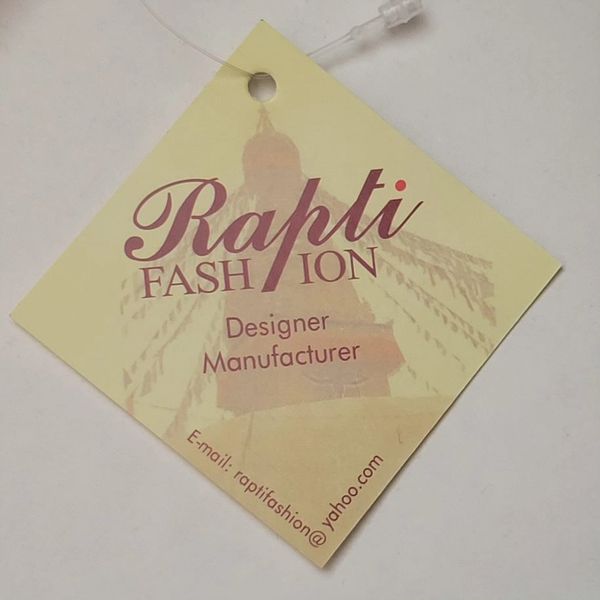 Rapti
FASHION
Designer
Manufacturer
E-mail: raptifashion@
yahoo.com